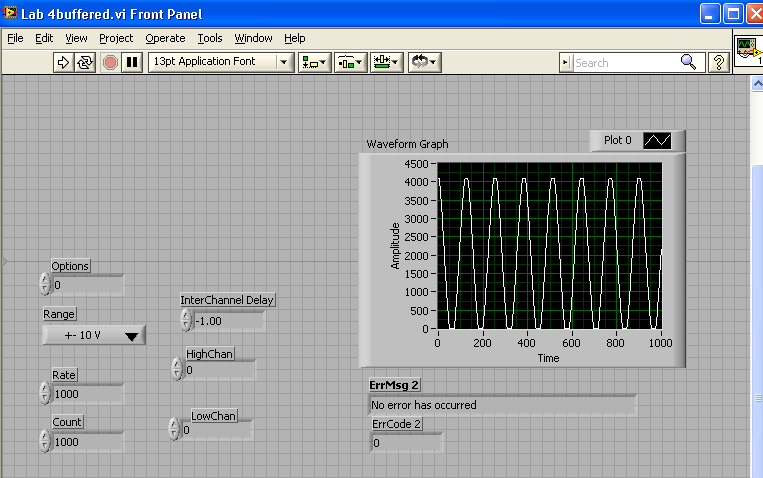 Lab 4buffered.vi Front Panel
File Edit View Project Operate Tools Window Help
13pt Application Font
Search
?
1
Waveform Graph
Plot 0
4500
4000
3500
3000
2500
2000
1500
1000
500
0
Amplitude
0 200 400 600 800 1000
Time
Options
0
Range
+- 10 V
Rate
1000
Count
1000
InterChannel Delay
-1.00
HighChan
0
LowChan
0
ErrMsg 2
No error has occurred
ErrCode 2
0